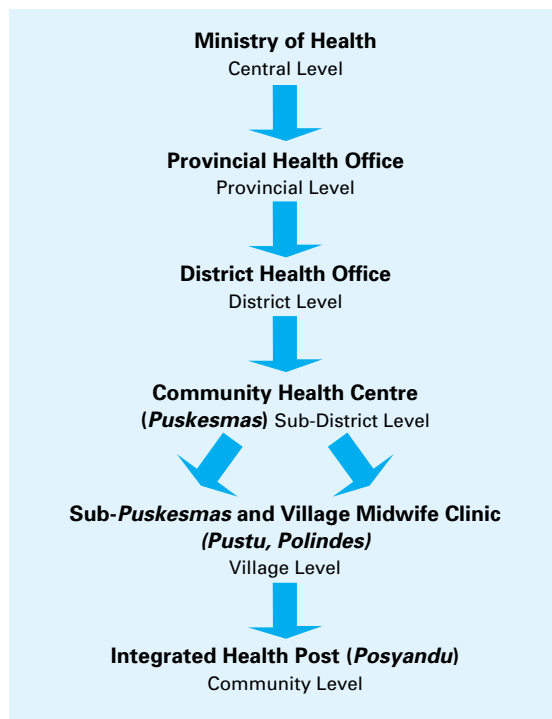 Ministry of Health
Central Level
Provincial Health Office
Provincial Level
District Health Office
District Level
Community Health Centre
(Puskesmas) Sub-District Level
Sub-Puskesmas and Village Midwife Clinic
(Pustu, Polindes)
Village Level
Integrated Health Post (Posyandu)
Community Level